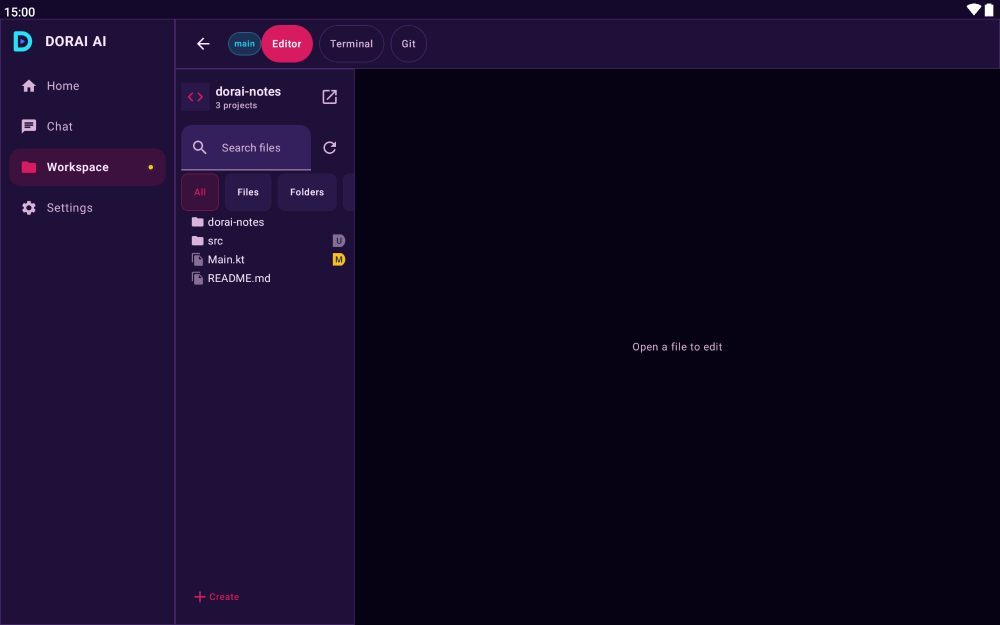 15:00
DORAI AI
Home
Chat
Workspace
Settings
main
Editor
Terminal
Git
dorai-notes
3 projects
Search files
All
Files
Folders
dorai-notes
src
U
Main.kt
M
README.md
Create
Open a file to edit